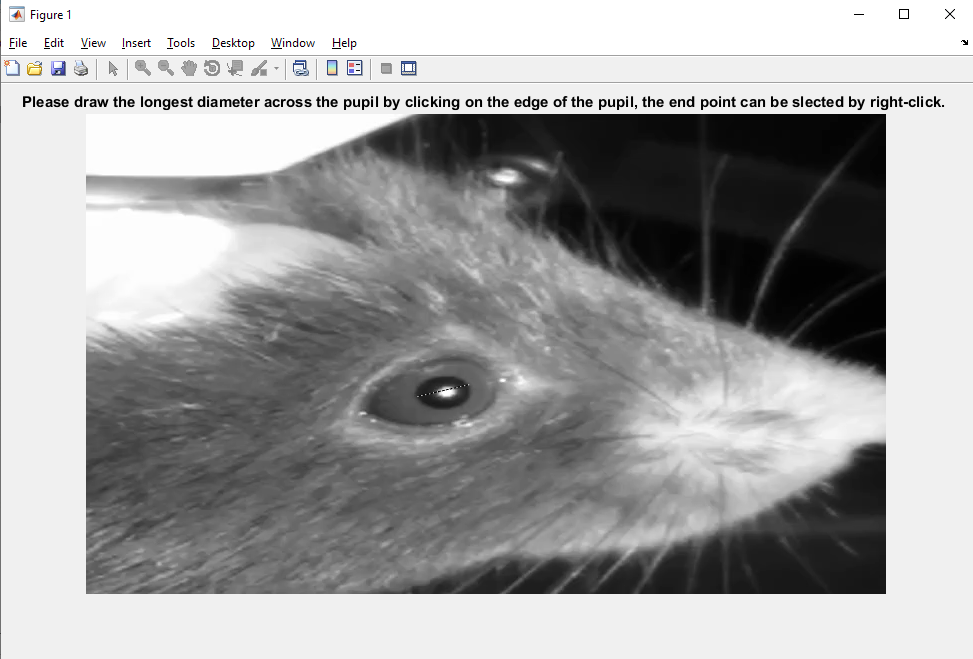 Figure 1
File Edit View Insert Tools Desktop Window Help
Please draw the longest diameter across the pupil by clicking on the edge of the pupil, the end point can be slected by right-click.